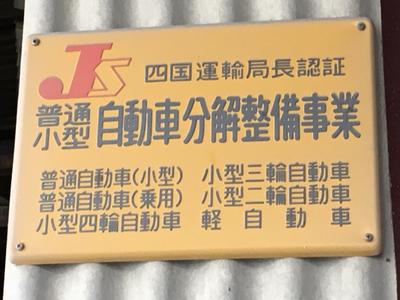 JS 四国運輸局長認証
普通小型 自動車分解整備事業
普通自動車(小型) 小型三輪自動車
普通自動車(乗用) 小型二輪自動車
小型四輪自動車 軽自動車